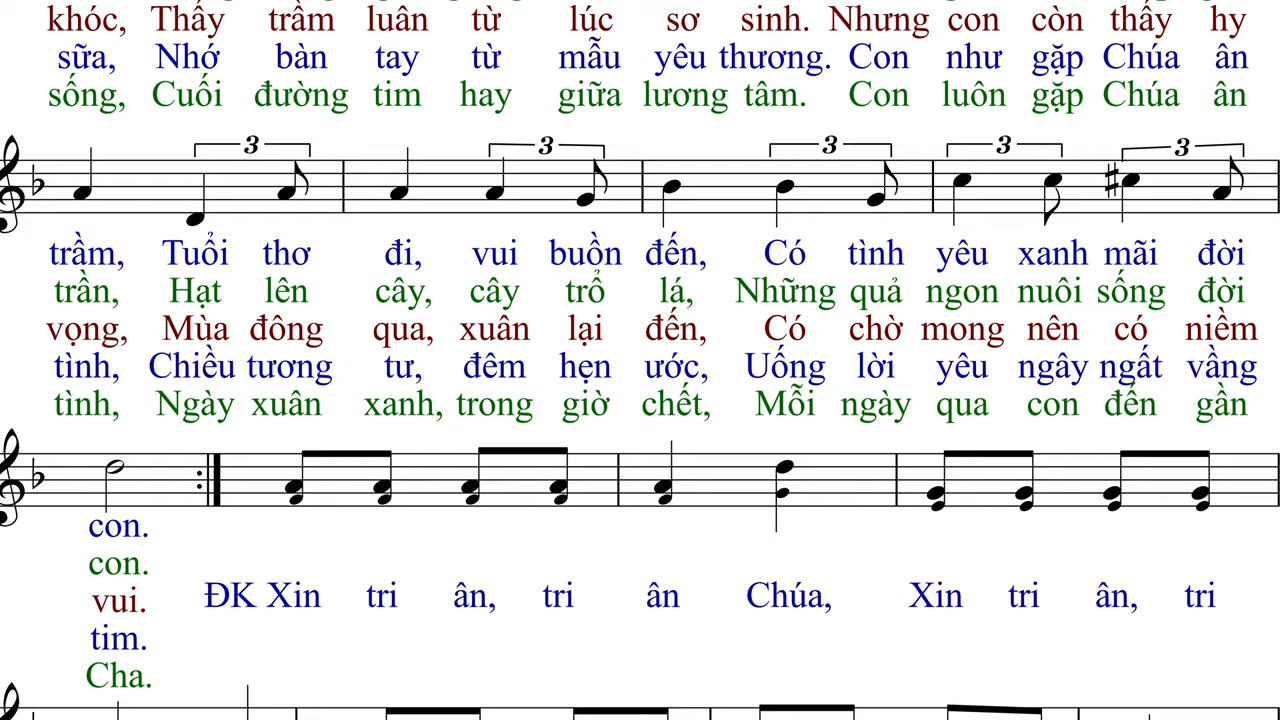 khóc, Thấy trầm luân từ lúc sơ sinh. Nhưng con còn thấy hy
sữa, Nhớ bàn tay từ mẫu yêu thương. Con như gặp Chúa ân
sống, Cuối đường tim hay giữa lương tâm. Con luôn gặp Chúa ân
3 3 3 3 3
trầm, Tuổi thơ đi, vui buồn đến, Có tình yêu xanh mãi đời
trần, Hạt lên cây, cây trổ lá, Những quả ngon nuôi sống đời
vọng, Mùa đông qua, xuân lại đến, Có chờ mong nên có niềm
tình, Chiều tương tư, đêm hẹn ước, Uống lời yêu ngây ngất vầng
tình, Ngày xuân xanh, trong giờ chết, Mỗi ngày qua con đến gần
con.
con.
vui.
ĐK Xin tri ân, tri ân Chúa, Xin tri ân, tri
tim.
Cha.